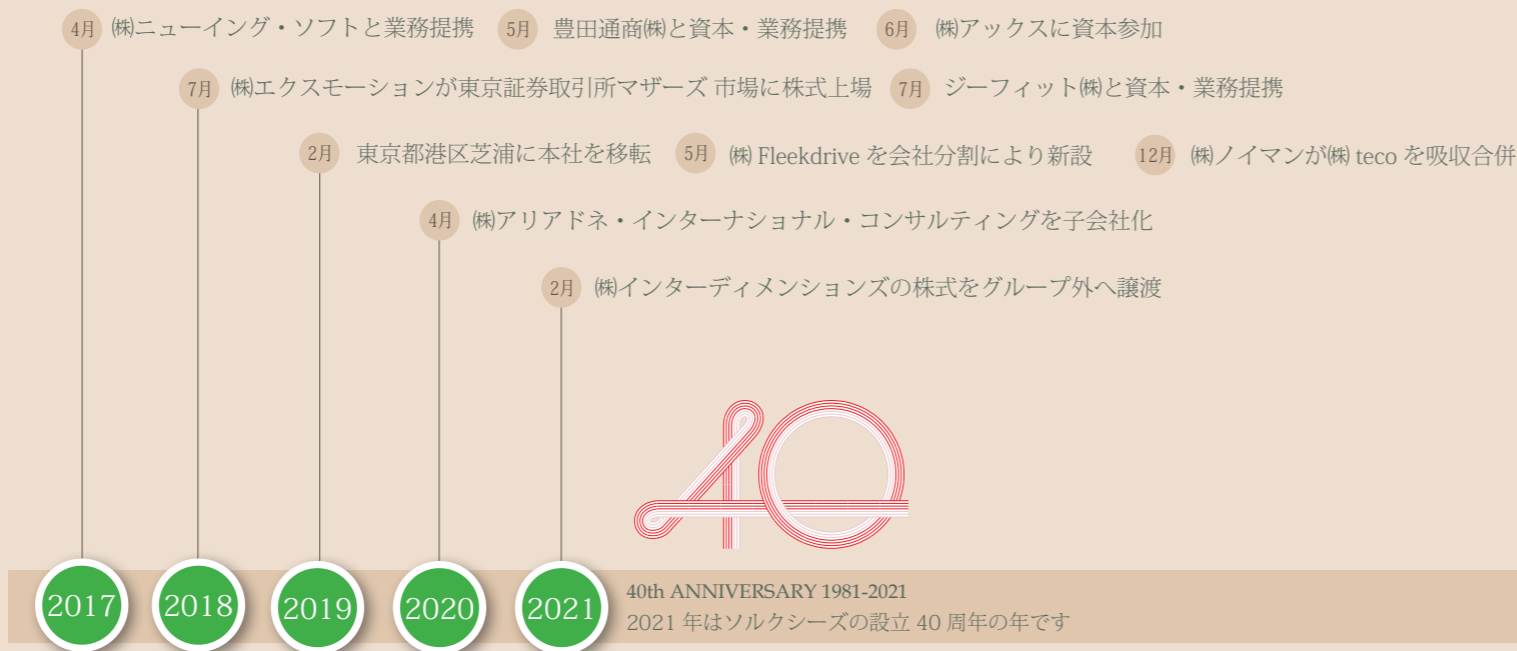 4月 ㈱ニューイング・ソフトと業務提携 5月 豊田通商㈱と資本・業務提携 6月 ㈱アックスに資本参加
7月 ㈱エクスモーションが東京証券取引所マザーズ 市場に株式上場 7月 ジーフィット㈱と資本・業務提携
2月 東京都港区芝浦に本社を移転 5月 ㈱ Fleekdrive を会社分割により新設 12月 ㈱ノイマンが㈱ teco を吸収合併
4月 ㈱アリアドネ・インターナショナル・コンサルティングを子会社化
2月 ㈱インターディメンションズの株式をグループ外へ譲渡
40
2017 2018 2019 2020 2021
40th ANNIVERSARY 1981-2021
2021 年はソルクシーズの設立 40 周年の年です